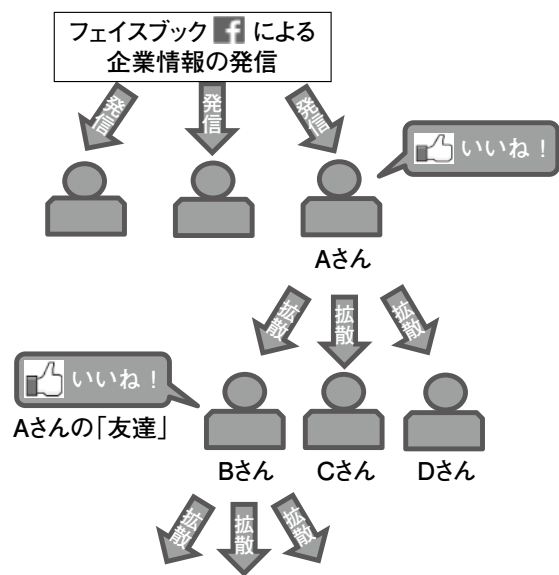 フェイスブック f による
企業情報の発信
発信
発信
発信
いいね！
Aさん
拡散
拡散
拡散
いいね！
Aさんの「友達」
Bさん
Cさん
Dさん
拡散
拡散
拡散